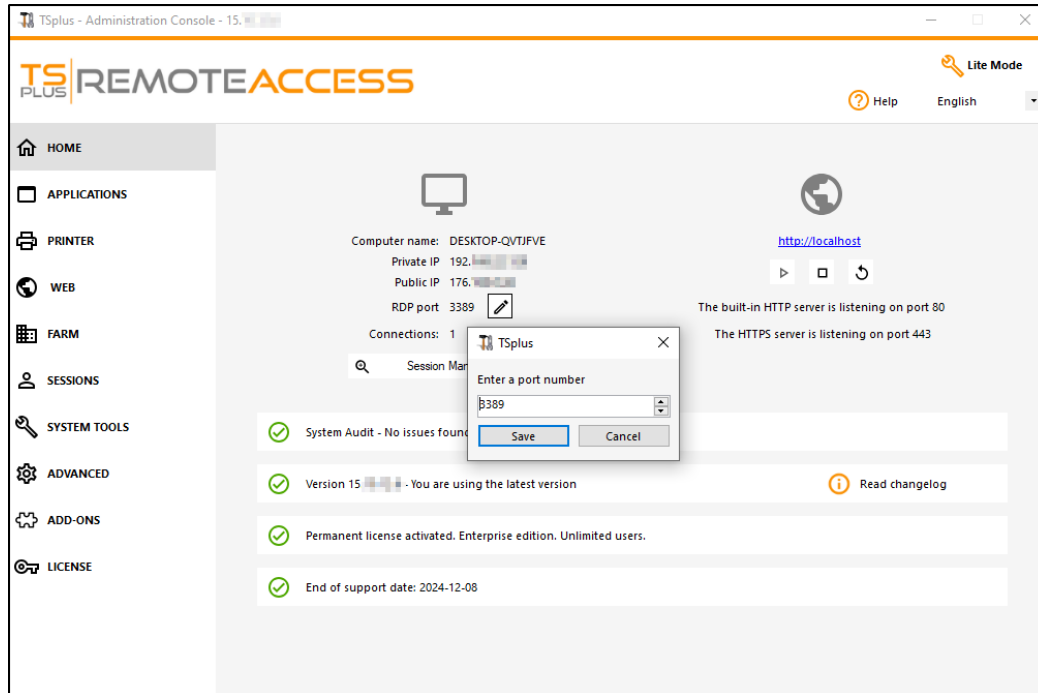 TSplus - Administration Console - 15.
TS PLUS REMOTEACCESS
Lite Mode
Help
English
HOME
APPLICATIONS
PRINTER
WEB
FARM
SESSIONS
SYSTEM TOOLS
ADVANCED
ADD-ONS
LICENSE
Computer name: DESKTOP-QVTJFVE
Private IP 192.
Public IP 176.
RDP port 3389
Connections: 1
Session Mar
http://localhost
The built-in HTTP server is listening on port 80
The HTTPS server is listening on port 443
TSplus
Enter a port number
3389
Save
Cancel
System Audit - No issues found
Version 15 - You are using the latest version
Read changelog
Permanent license activated. Enterprise edition. Unlimited users.
End of support date: 2024-12-08